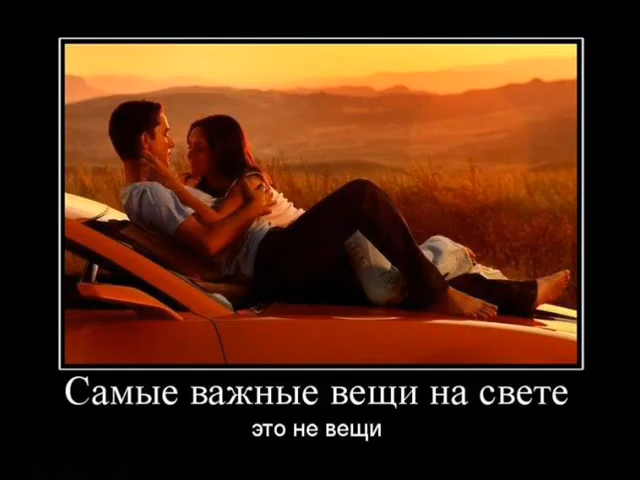 Самые важные вещи на свете
это не вещи